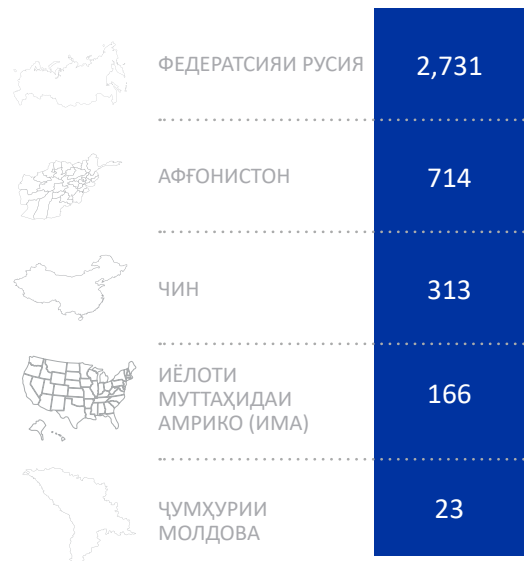 ФЕДЕРАТСИЯИ РУСИЯ 2,731
АФҒОНИСТОН 714
ЧИН 313
ИЁЛОТИ
МУТТАҲИДАИ
АМРИКО (ИМА)
166
ҶУМҲУРИИ
МОЛДОВА
23